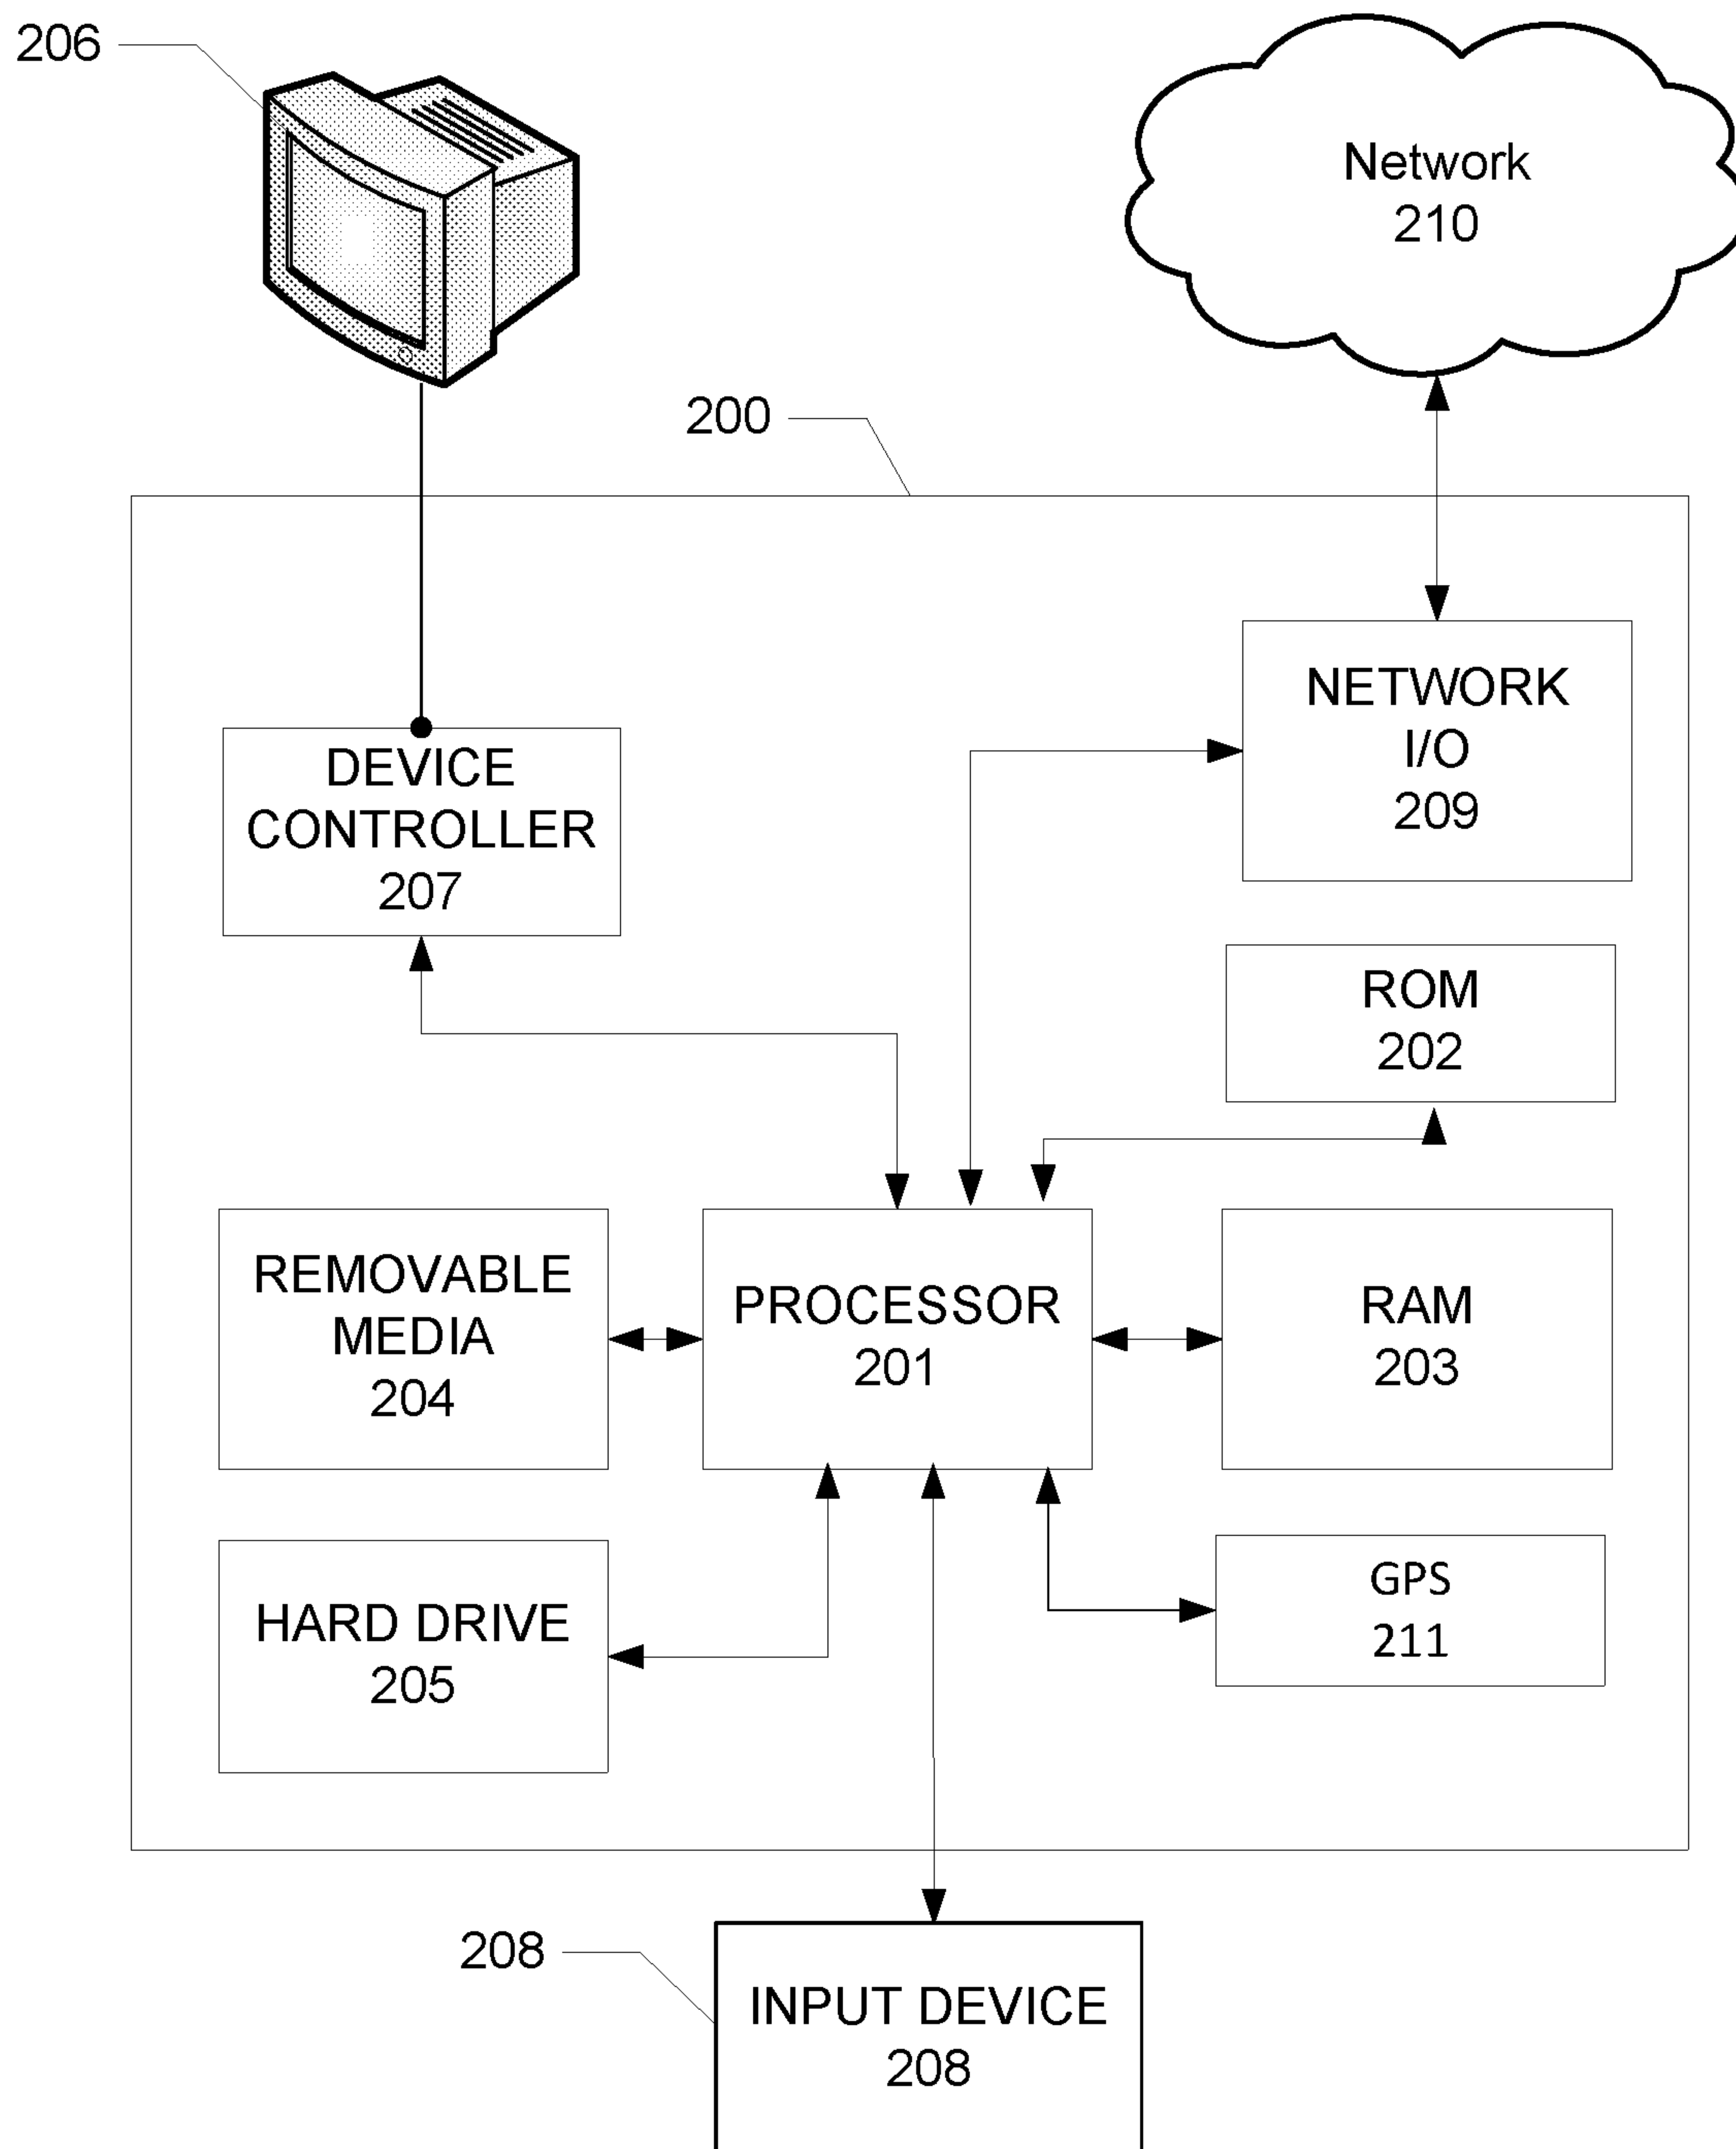 206
Network
210
200
NETWORK
I/O
209
DEVICE
CONTROLLER
207
ROM
202
REMOVABLE
MEDIA
204
PROCESSOR
201
RAM
203
HARD DRIVE
205
GPS
211
208
INPUT DEVICE
208